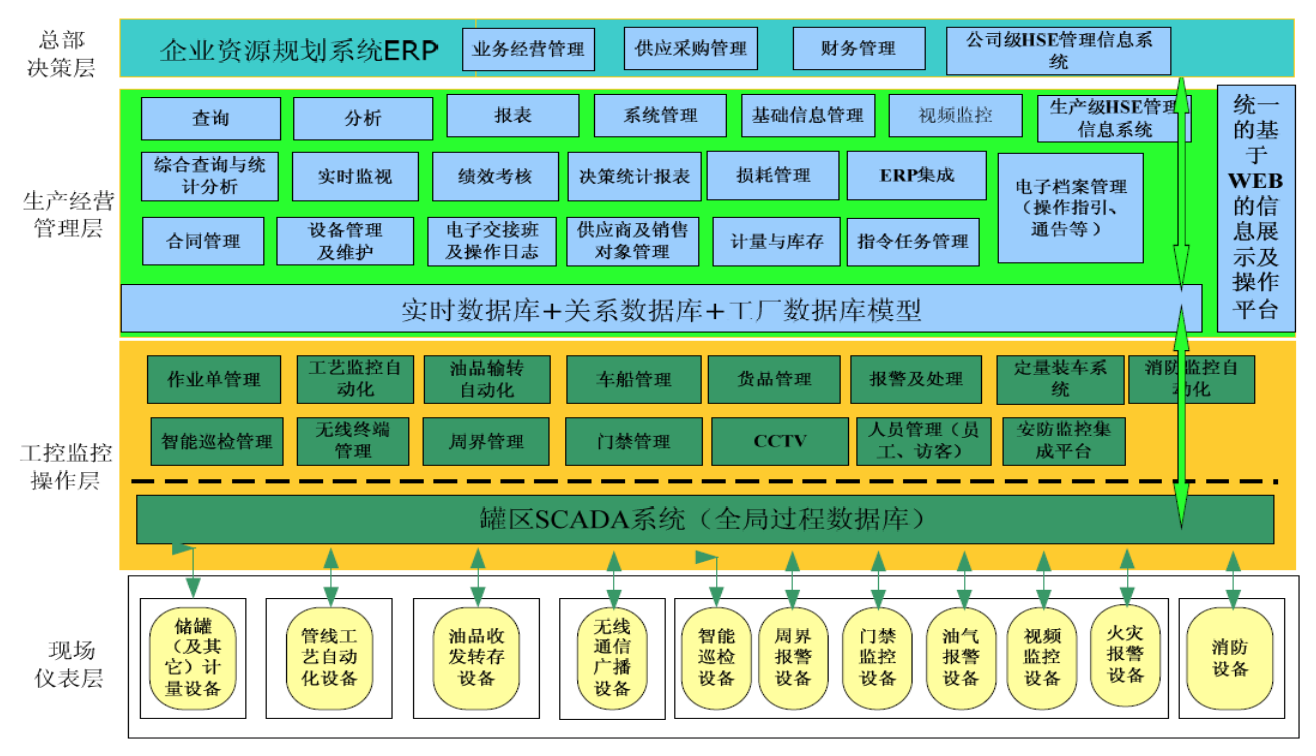 总部
决策层
企业资源规划系统ERP
业务经营管理
供应采购管理
财务管理
公司级HSE管理信息系
统
生产经营
管理层
查询
分析
报表
系统管理
基础信息管理
视频监控
生产级HSE管理
信息系统
综合查询与统
计分析
实时监视
绩效考核
决策统计报表
损耗管理
ERP集成
电子档案管理
（操作指引、
通告等）
合同管理
设备管理
及维护
电子交接班
及操作日志
供应商及销售
对象管理
计量与库存
指令任务管理
实时数据库+关系数据库+工厂数据库模型
统一
的基
于
WEB
的信
息展
示及
操作
平台
工控监控
操作层
作业单管理
工艺监控自
动化
油品输转
自动化
车船管理
货品管理
报警及处理
定量装车系
统
消防监控自
动化
智能巡检管理
无线终端
管理
周界管理
门禁管理
CCTV
人员管理（员
工、访客）
安防监控集
成平台
罐区SCADA系统（全局过程数据库）
现场
仪表层
储罐
（及其
它）计
量设备
管线工
艺自动
化设备
油品收
发转存
设备
无线
通信
广播
设备
智能
巡检
设备
周界
报警
设备
门禁
监控
设备
油气
报警
设备
视频
监控
设备
火灾
报警
设备
消防
设备